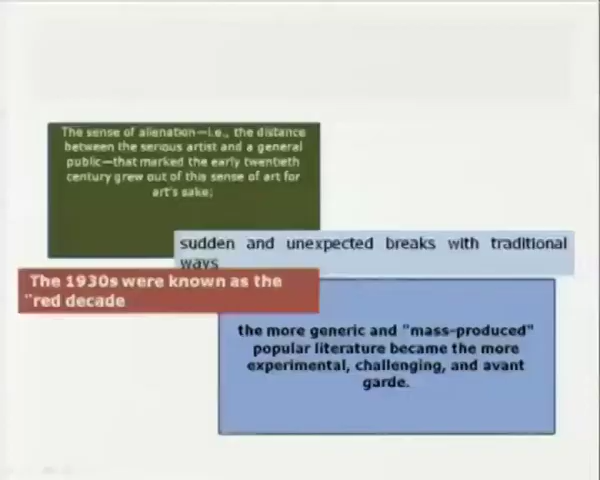 The sense of alienation—i.e., the distance
between the serious artist and a general
public—that marked the early twentieth
century grew out of this sense of art for
art's sake;
sudden and unexpected breaks with traditional
ways
The 1930s were known as the
"red decade
the more generic and "mass-produced"
popular literature became the more
experimental, challenging, and avant
garde.